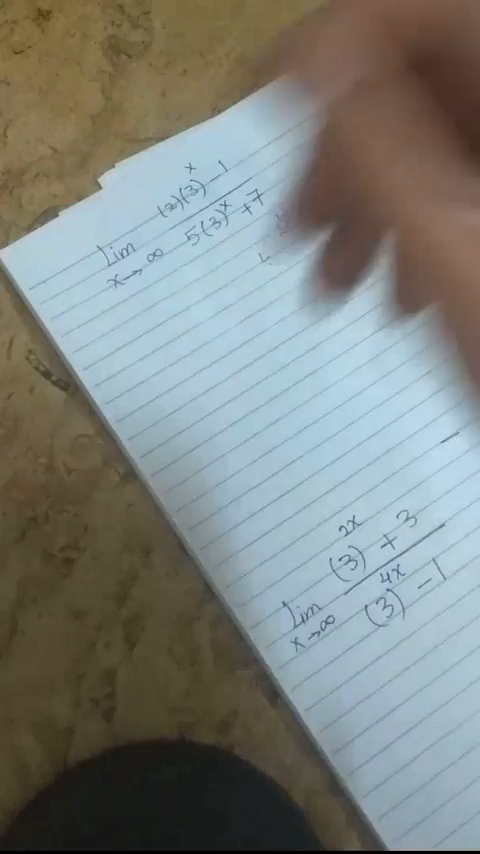 x
(2)(3) - 1
Lim
x → ∞
5(3)^x + 7
2x
(3) + 3
Lim
x → ∞
4x
(3) - 1